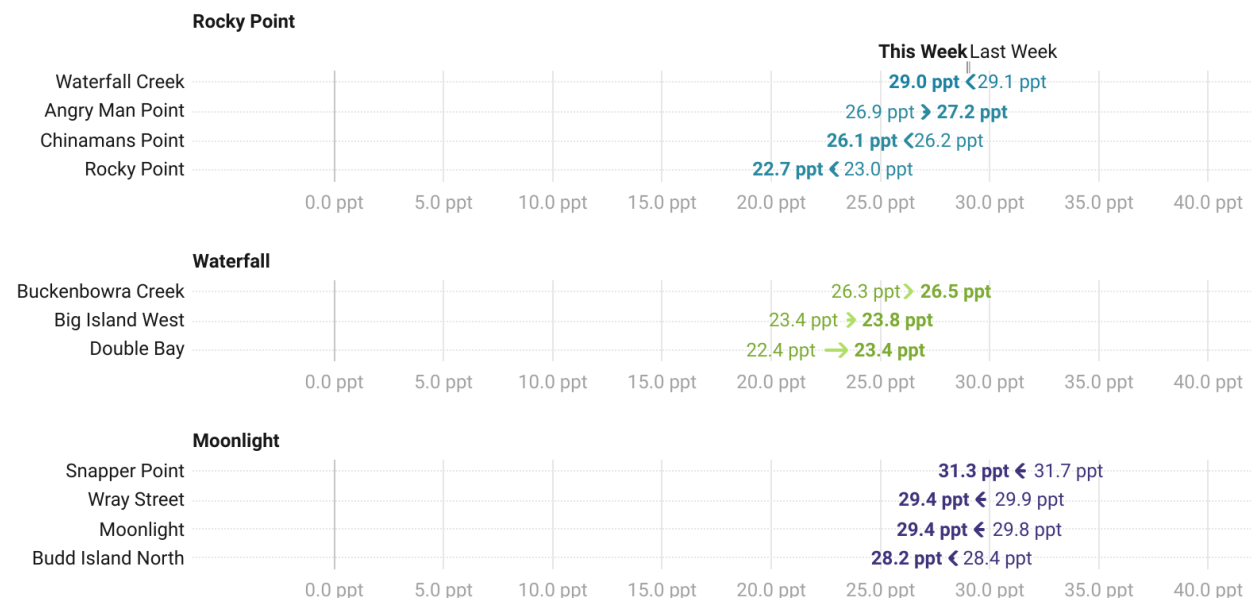 Rocky Point
This Week Last Week
Waterfall Creek 29.0 ppt 29.1 ppt
Angry Man Point 26.9 ppt 27.2 ppt
Chinamans Point 26.1 ppt 26.2 ppt
Rocky Point 22.7 ppt 23.0 ppt
0.0 ppt 5.0 ppt 10.0 ppt 15.0 ppt 20.0 ppt 25.0 ppt 30.0 ppt 35.0 ppt 40.0 ppt
Waterfall
Buckenbowra Creek 26.3 ppt 26.5 ppt
Big Island West 23.4 ppt 23.8 ppt
Double Bay 22.4 ppt 23.4 ppt
0.0 ppt 5.0 ppt 10.0 ppt 15.0 ppt 20.0 ppt 25.0 ppt 30.0 ppt 35.0 ppt 40.0 ppt
Moonlight
Snapper Point 31.3 ppt 31.7 ppt
Wray Street 29.4 ppt 29.9 ppt
Moonlight 29.4 ppt 29.8 ppt
Budd Island North 28.2 ppt 28.4 ppt
0.0 ppt 5.0 ppt 10.0 ppt 15.0 ppt 20.0 ppt 25.0 ppt 30.0 ppt 35.0 ppt 40.0 ppt